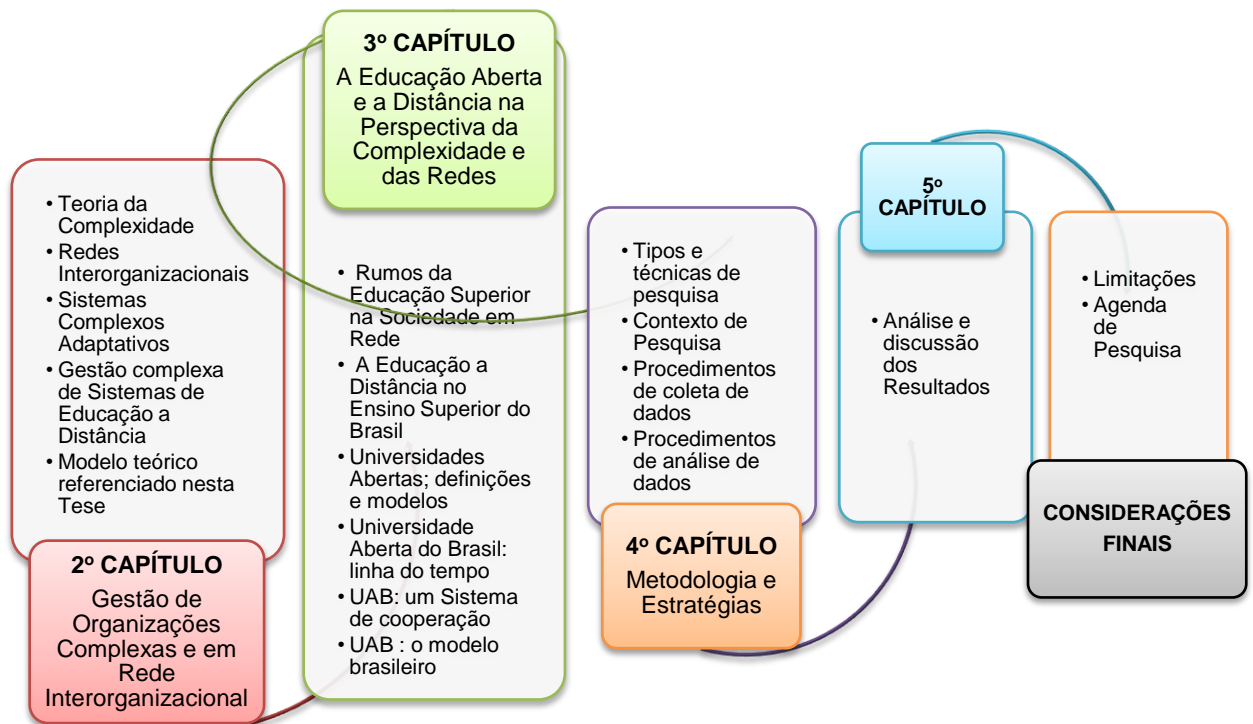 • Teoria da
Complexidade
• Redes
Interorganizacionais
• Sistemas
Complexos
Adaptativos
• Gestão complexa
de Sistemas de
Educação a
Distância
• Modelo teórico
referenciado nesta
Tese
2º CAPÍTULO
Gestão de
Organizações
Complexas e em
Rede
Interorganizacional
3º CAPÍTULO
A Educação Aberta
e a Distância na
Perspectiva da
Complexidade e
das Redes
• Rumos da
Educação Superior
na Sociedade em
Rede
• A Educação a
Distância no
Ensino Superior do
Brasil
• Universidades
Abertas; definições
e modelos
• Universidade
Aberta do Brasil:
linha do tempo
• UAB: um Sistema
de cooperação
• UAB : o modelo
brasileiro
• Tipos e
técnicas de
pesquisa
• Contexto de
Pesquisa
• Procedimentos
de coleta de
dados
• Procedimentos
de análise de
dados
4º CAPÍTULO
Metodologia e
Estratégias
5º
CAPÍTULO
• Análise e
discussão
dos
Resultados
• Limitações
• Agenda
de
Pesquisa
CONSIDERAÇÕES
FINAIS